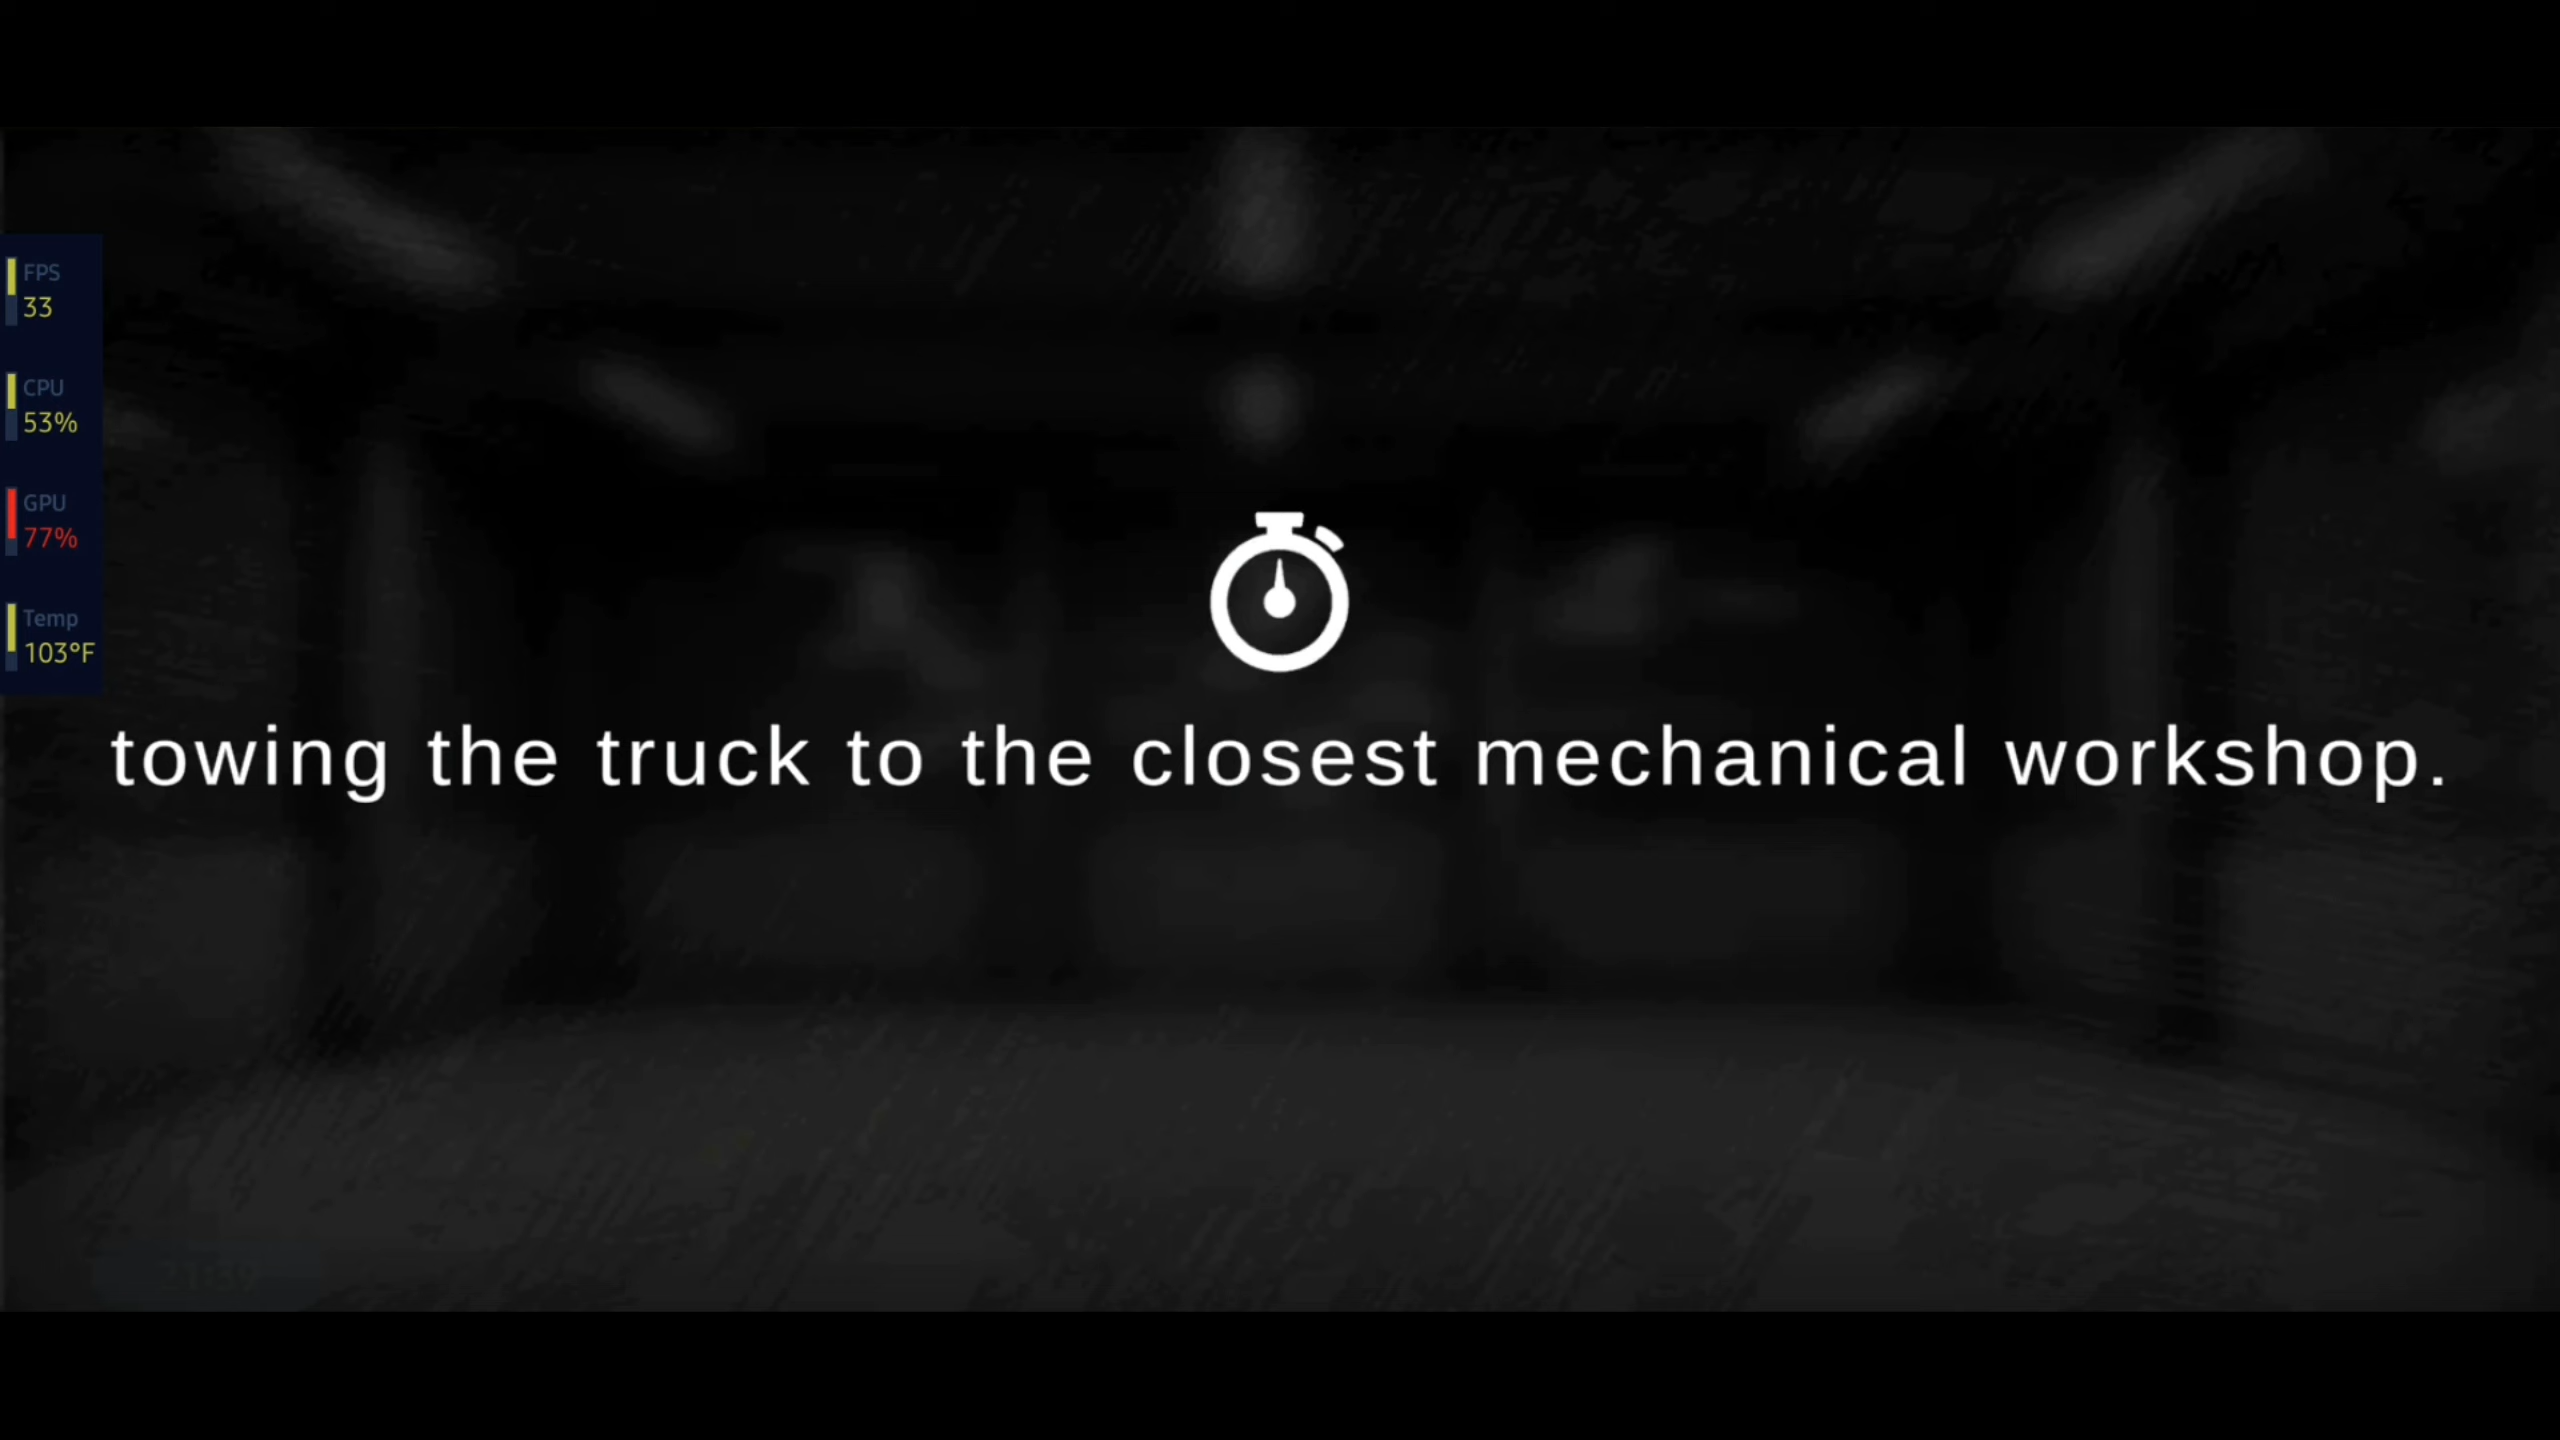 FPS
33
CPU
53%
GPU
77%
Temp
103°F
towing the truck to the closest mechanical workshop.